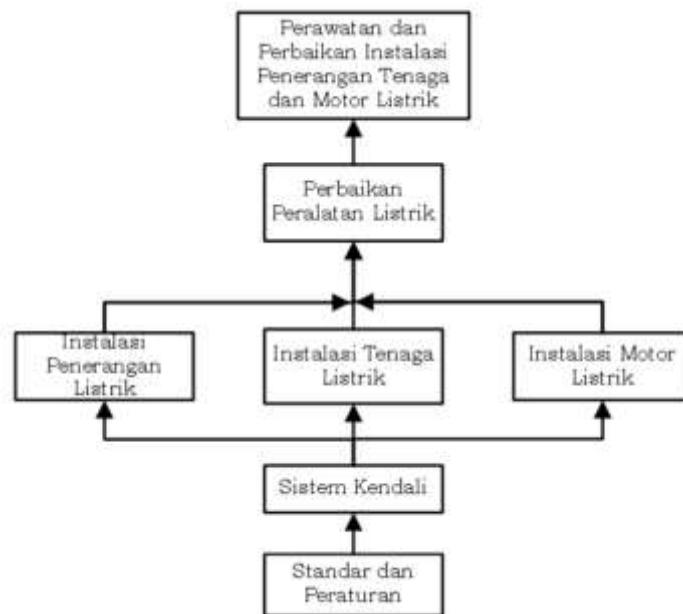 Perawatan dan
Perbaikan Instalasi
Penerangan Tenaga
dan Motor Listrik
Perbaikan
Peralatan Listrik
Instalasi
Penerangan
Listrik
Instalasi Tenaga
Listrik
Instalasi Motor
Listrik
Sistem Kendali
Standar dan
Peraturan